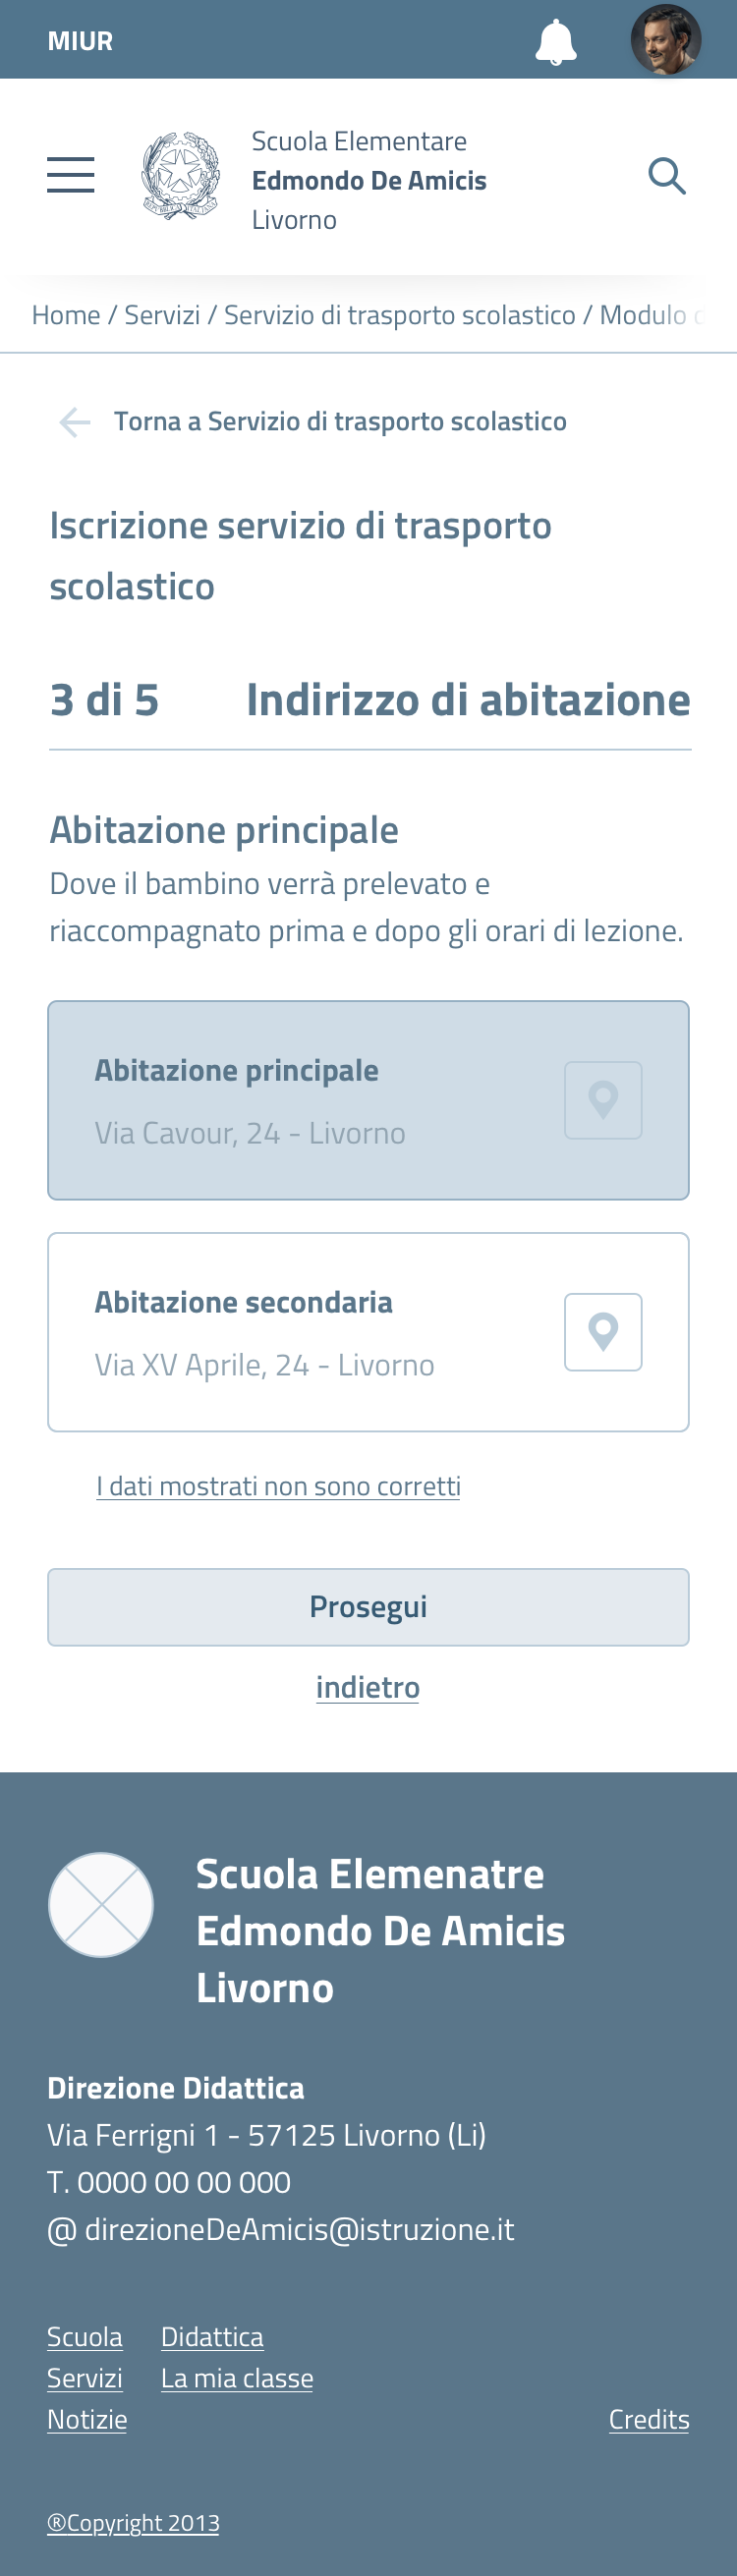 MIUR
Scuola Elementare
Edmondo De Amicis
Livorno
Home / Servizi / Servizio di trasporto scolastico / Modulo
Torna a Servizio di trasporto scolastico
Iscrizione servizio di trasporto
scolastico
3 di 5 Indirizzo di abitazione
Abitazione principale
Dove il bambino verrà prelevato e
riaccompagnato prima e dopo gli orari di lezione.
Abitazione principale
Via Cavour, 24 - Livorno
Abitazione secondaria
Via XV Aprile, 24 - Livorno
I dati mostrati non sono corretti
Prosegui
indietro
Scuola Elemenatre
Edmondo De Amicis
Livorno
Direzione Didattica
Via Ferrigni 1 - 57125 Livorno (Li)
T. 0000 00 00 000
@ direzioneDeAmicis@istruzione.it
Scuola Didattica
Servizi La mia classe
Notizie Credits
®Copyright 2013